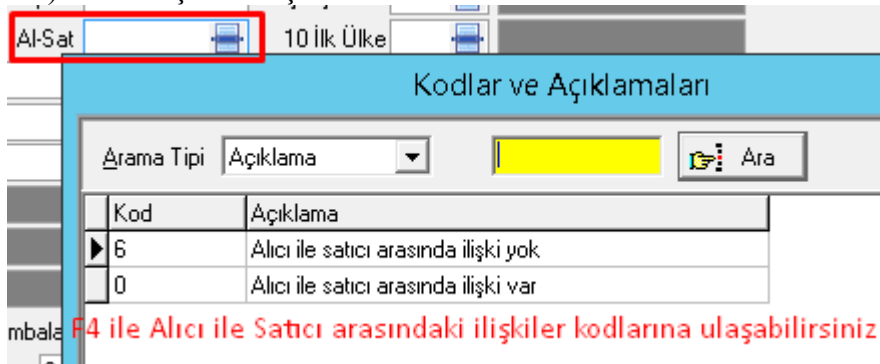 Al-Sat 10 İlk Ülke
Kodlar ve Açıklamaları
Arama Tipi Açıklama Ara
Kod Açıklama
6 Alıcı ile satıcı arasında ilişki yok
0 Alıcı ile satıcı arasında ilişki var
mbala F4 ile Alıcı ile Satıcı arasındaki ilişkiler kodlarına ulaşabilirsiniz